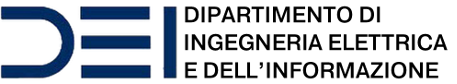 DEI DIPARTIMENTO DI
INGEGNERIA ELETTRICA
E DELL'INFORMAZIONE